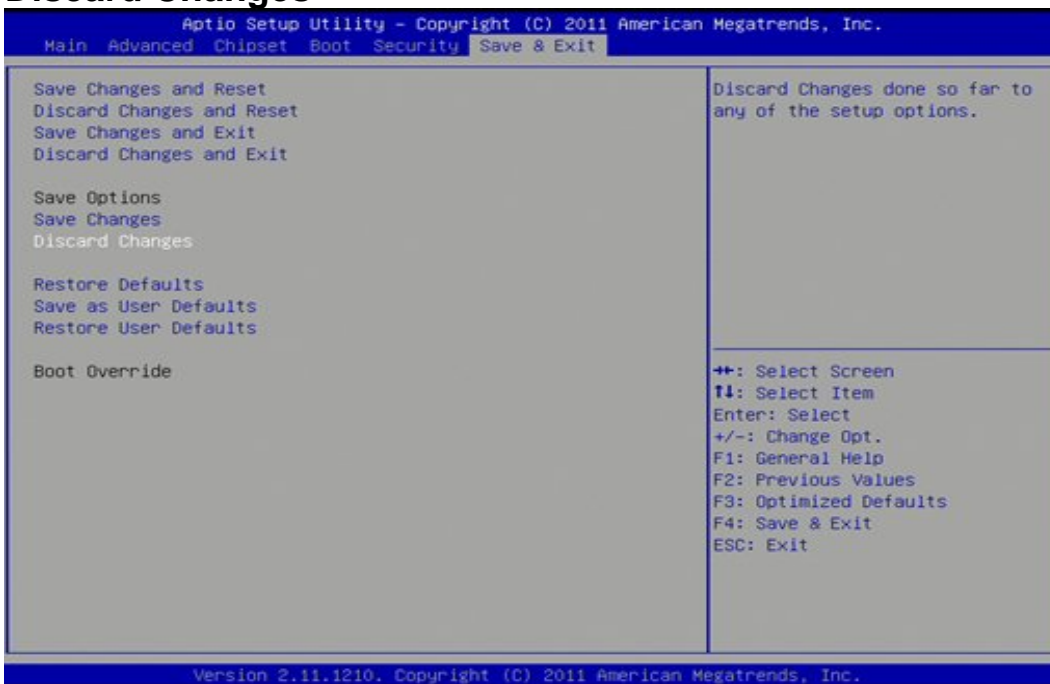 Discard Changes
Aptio Setup Utility – Copyright (C) 2011 American Megatrends, Inc.
Main Advanced Chipset Boot Security Save & Exit
Save Changes and Reset
Discard Changes and Reset
Save Changes and Exit
Discard Changes and Exit
Save Options
Save Changes
Discard Changes
Restore Defaults
Save as User Defaults
Restore User Defaults
Boot Override
Discard Changes done so far to
any of the setup options.
→←: Select Screen
↑↓: Select Item
Enter: Select
+/-: Change Opt.
F1: General Help
F2: Previous Values
F3: Optimized Defaults
F4: Save & Exit
ESC: Exit
Version 2.11.1210. Copyright (C) 2011 American Megatrends, Inc.